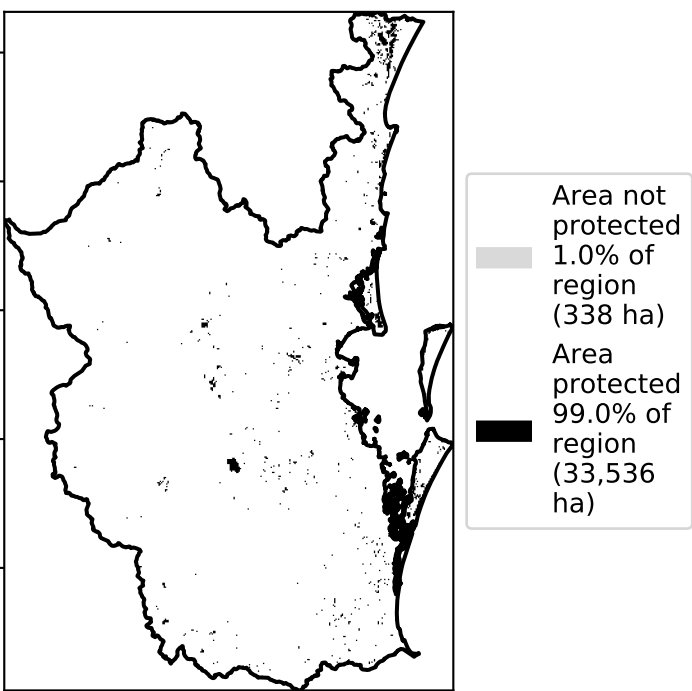 Area not
protected
1.0% of
region
(338 ha)
Area
protected
99.0% of
region
(33,536
ha)